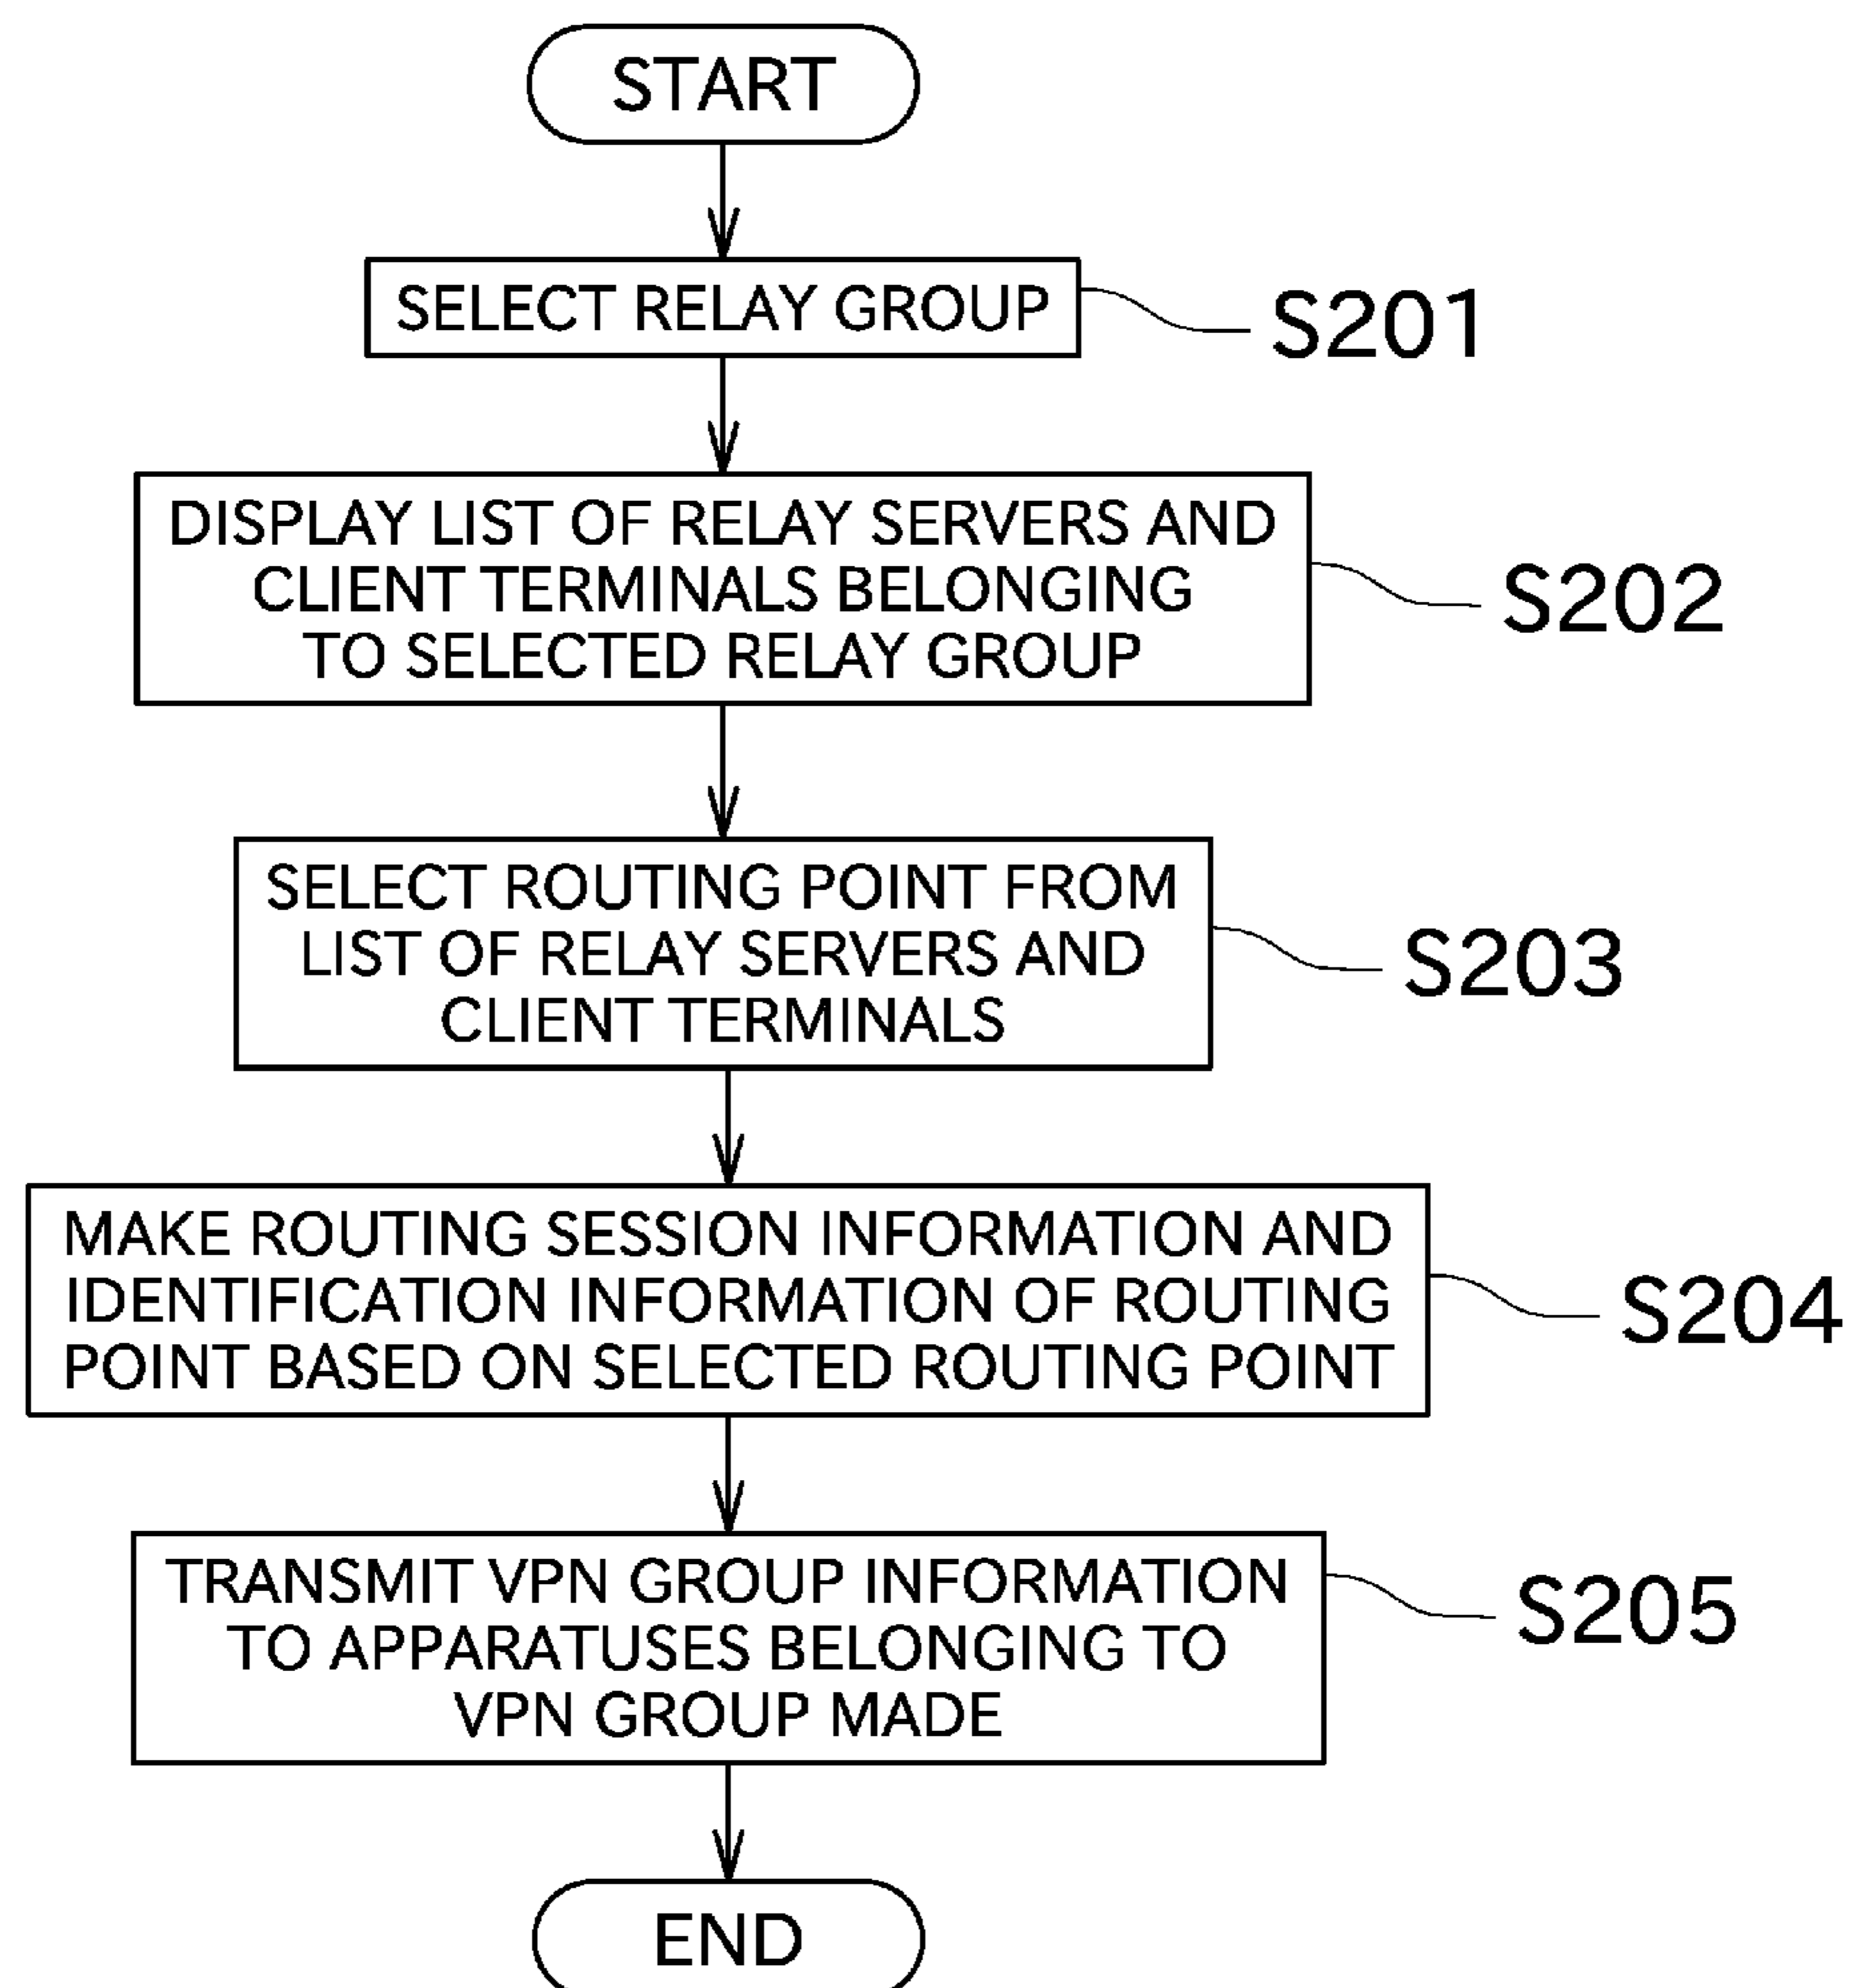 START
SELECT RELAY GROUP
S201
DISPLAY LIST OF RELAY SERVERS AND
CLIENT TERMINALS BELONGING
TO SELECTED RELAY GROUP
S202
SELECT ROUTING POINT FROM
LIST OF RELAY SERVERS AND
CLIENT TERMINALS
S203
MAKE ROUTING SESSION INFORMATION AND
IDENTIFICATION INFORMATION OF ROUTING
POINT BASED ON SELECTED ROUTING POINT
S204
TRANSMIT VPN GROUP INFORMATION
TO APPARATUSES BELONGING TO
VPN GROUP MADE
S205
END